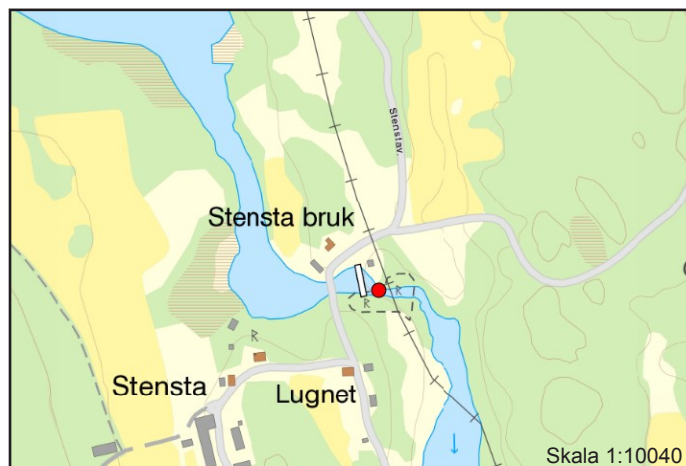 Stenstav.
Stensta bruk
R
R
R
Stensta
Lugnet
Skala 1:10040